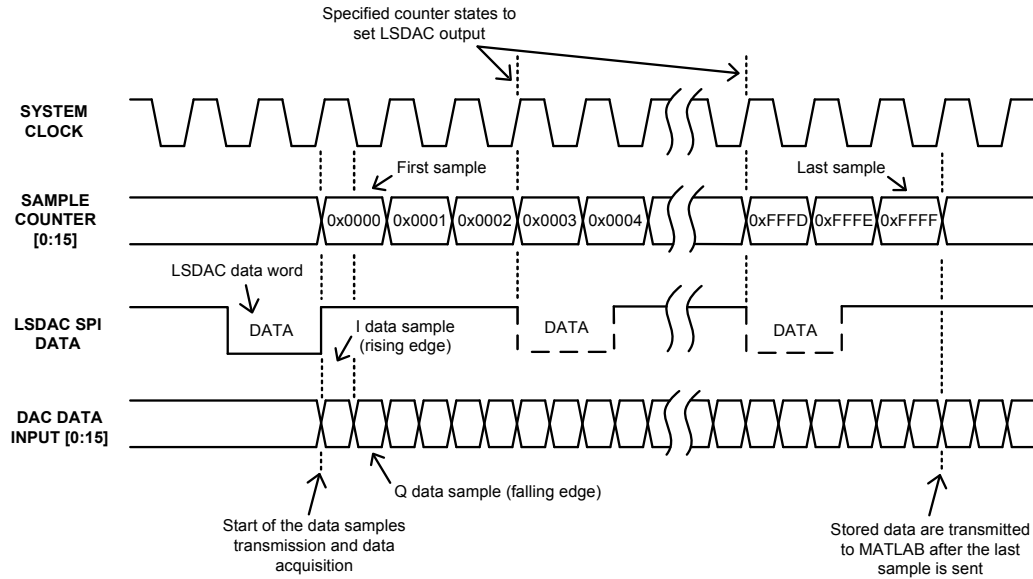 Specified counter states to
set LSDAC output
SYSTEM
CLOCK
First sample
Last sample
SAMPLE
COUNTER
[0:15]
0x0000
0x0001
0x0002
0x0003
0x0004
0xFFFD
0xFFFE
0xFFFF
LSDAC data word
LSDAC SPI
DATA
DATA
DATA
DATA
I data sample
(rising edge)
DAC DATA
INPUT [0:15]
Q data sample (falling edge)
Start of the data samples
transmission and data
acquisition
Stored data are transmitted
to MATLAB after the last
sample is sent